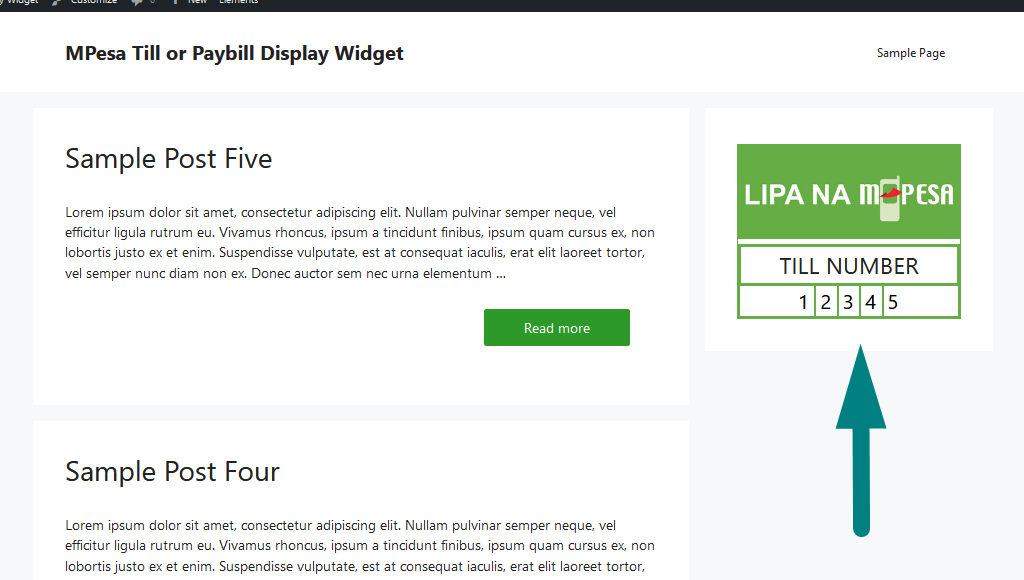 Customize 0 New Elements
MPesa Till or Paybill Display Widget
Sample Page
Sample Post Five
Lorem ipsum dolor sit amet, consectetur adipiscing elit. Nullam pulvinar semper neque, vel
efficitur ligula rutrum eu. Vivamus rhoncus, ipsum a tincidunt finibus, ipsum quam cursus ex, non
lobortis justo ex et enim. Suspendisse vulputate, est at consequat iaculis, erat elit laoreet tortor,
vel semper nunc diam non ex. Donec auctor sem nec urna elementum ...
Read more
LIPA NA M PESA
TILL NUMBER
1 2 3 4 5
Sample Post Four
Lorem ipsum dolor sit amet, consectetur adipiscing elit. Nullam pulvinar semper neque, vel
efficitur ligula rutrum eu. Vivamus rhoncus, ipsum a tincidunt finibus, ipsum quam cursus ex, non
lobortis justo ex et enim. Suspendisse vulputate, est at consequat iaculis, erat elit laoreet tortor,